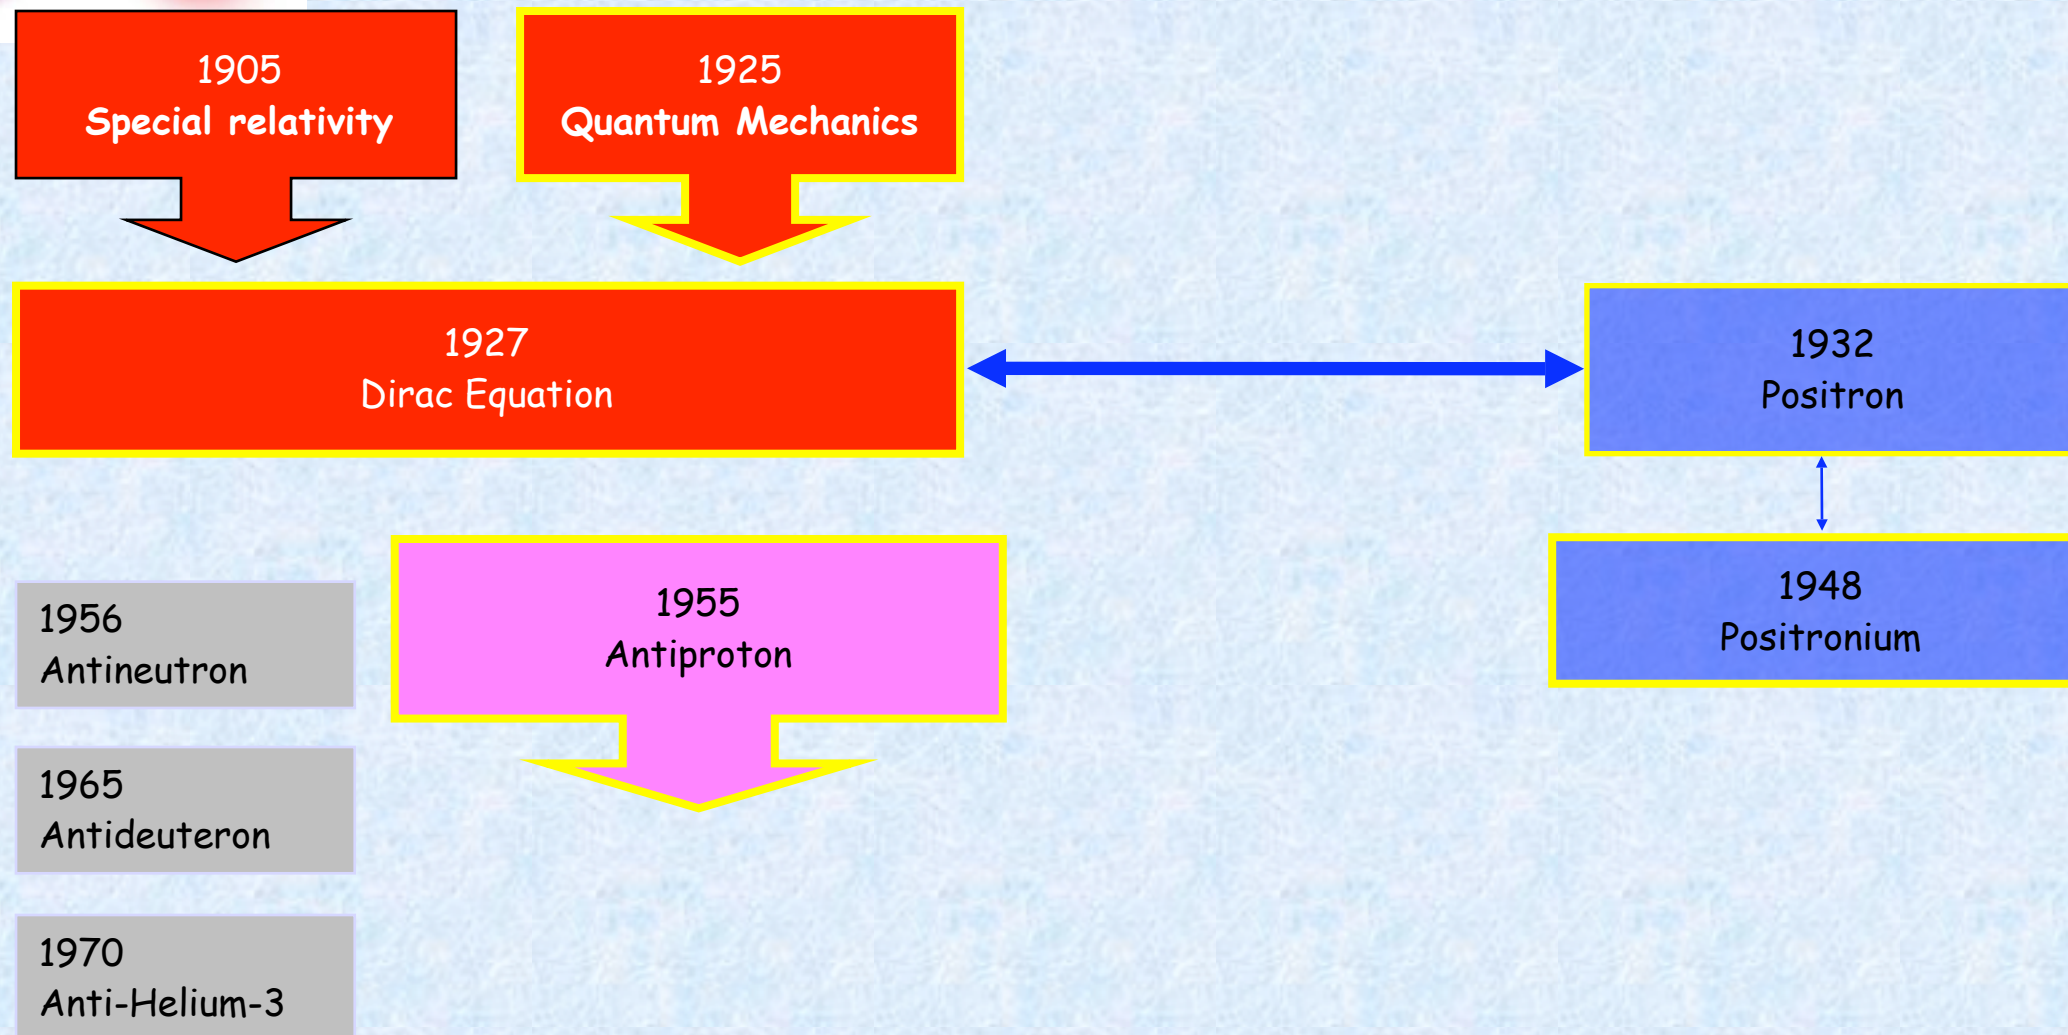 1905
Special relativity
1925
Quantum Mechanics
1927
Dirac Equation
1932
Positron
1948
Positronium
1955
Antiproton
1956
Antineutron
1965
Antideuteron
1970
Anti-Helium-3